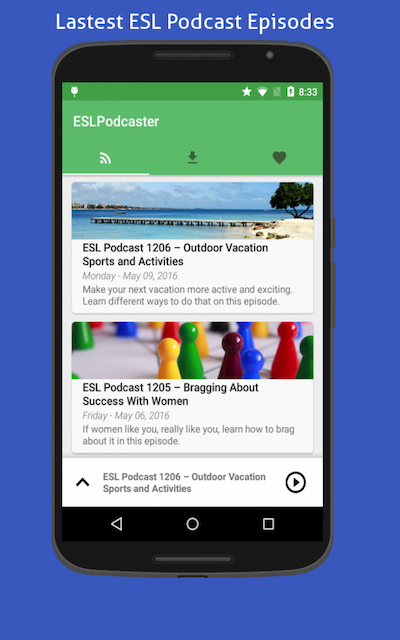 Lastest ESL Podcast Episodes
8:33
ESLPodcaster
ESL Podcast 1206 – Outdoor Vacation
Sports and Activities
Monday - May 09, 2016
Make your next vacation more active and exciting.
Learn different ways to do that on this episode.
ESL Podcast 1205 – Bragging About
Success With Women
Friday - May 06, 2016
If women like you, really like you, learn how to brag
about it in this episode.
ESL Podcast 1206 – Outdoor Vacation
Sports and Activities